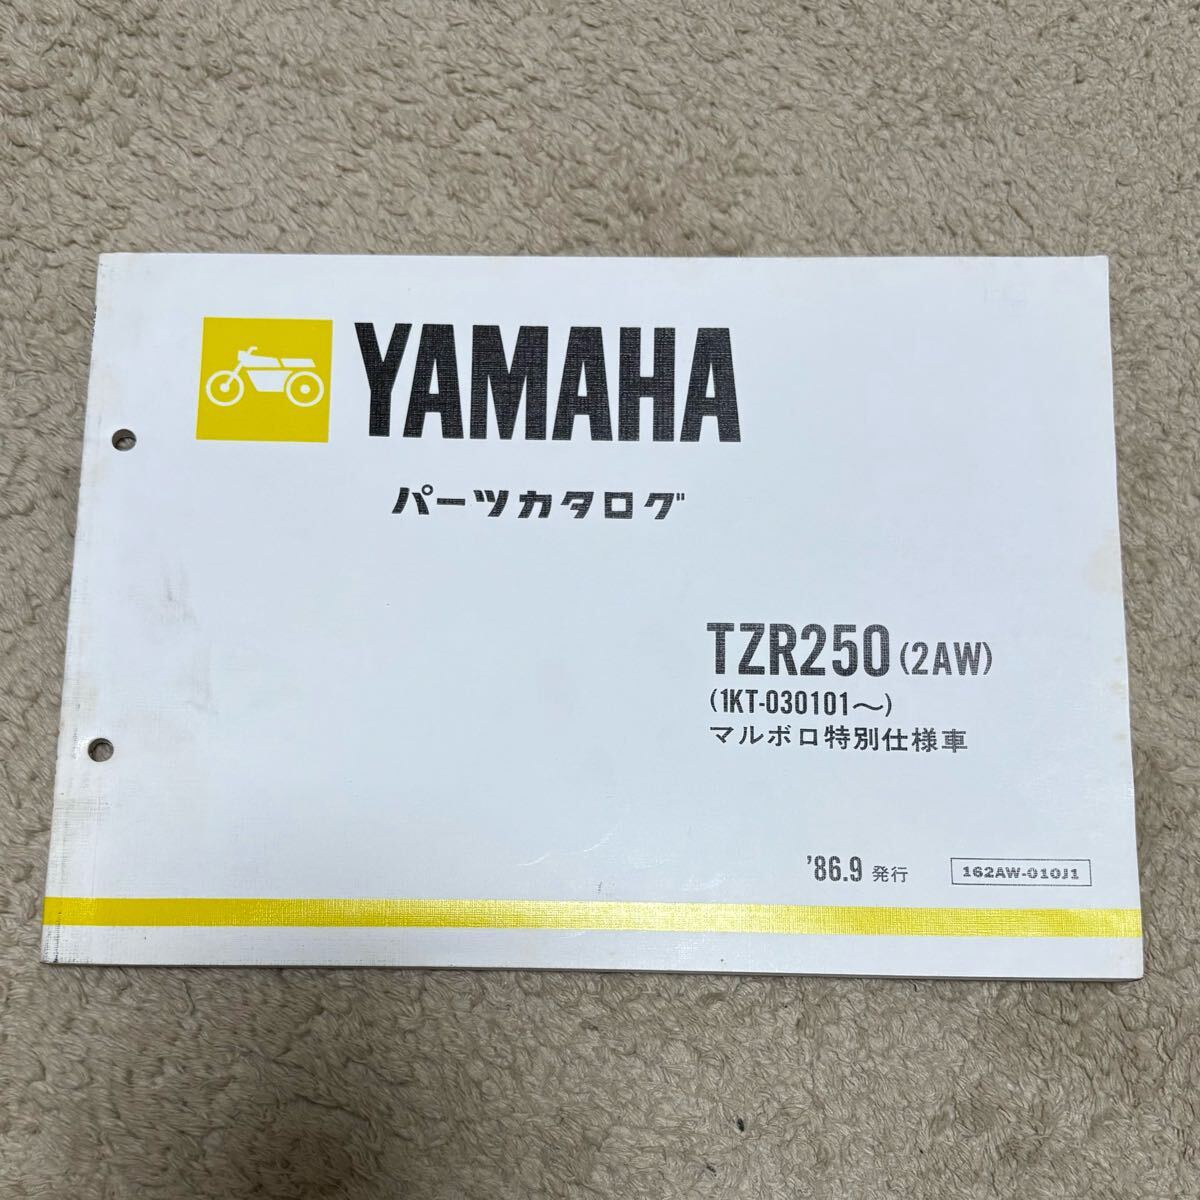 YAMAHA
パーツカタログ
TZR250 (2AW)
(1KT-030101〜)
マルボロ特別仕様車
'86.9 発行
162AW-010J1